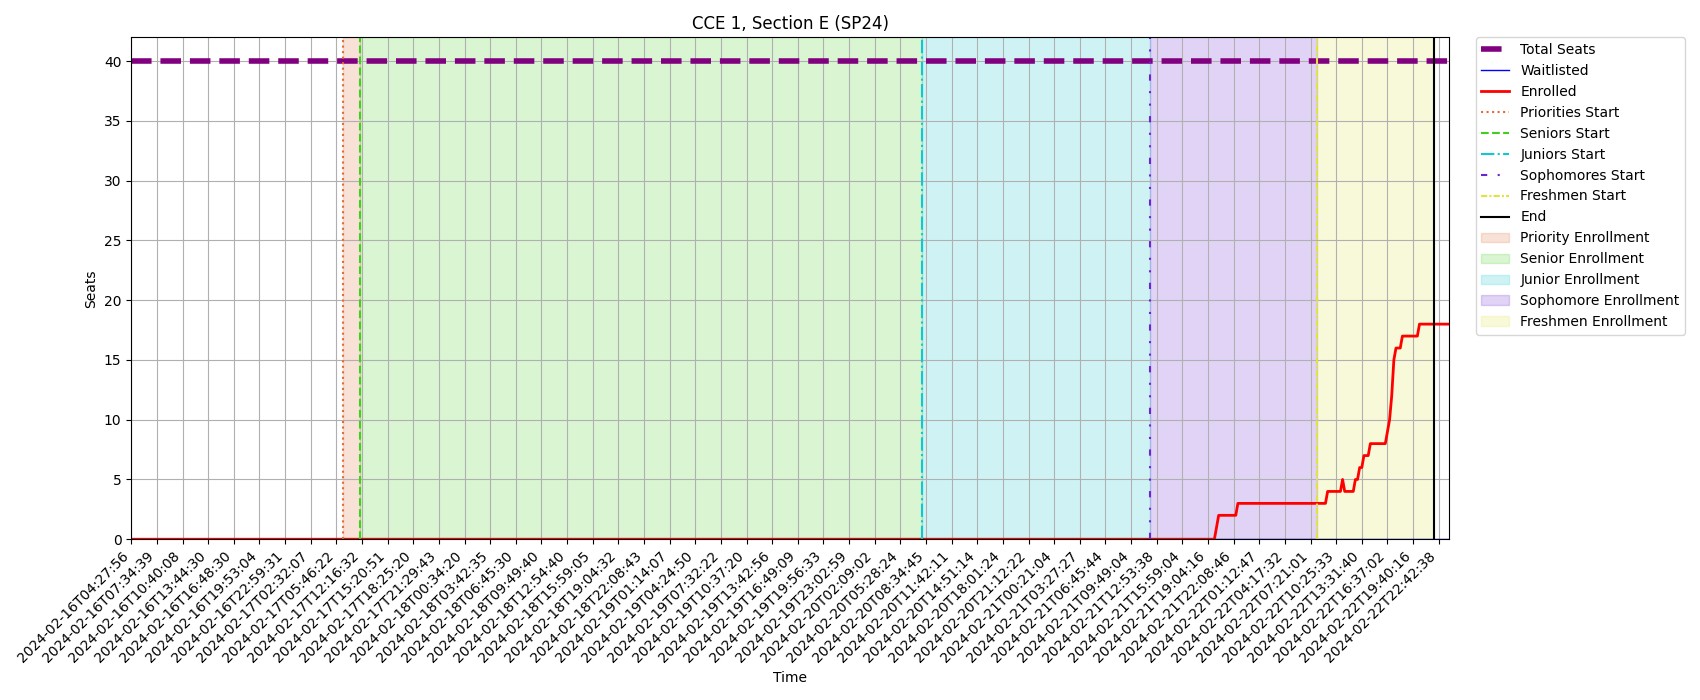 CCE 1, Section E (SP24)
Seats
40
35
30
25
20
15
10
5
0
2024-02-16T04:27:56
2024-02-16T07:34:39
2024-02-16T10:40:08
2024-02-16T13:44:30
2024-02-16T16:48:30
2024-02-16T19:53:04
2024-02-16T22:59:31
2024-02-17T02:32:07
2024-02-17T05:46:22
2024-02-17T12:16:32
2024-02-17T15:20:51
2024-02-17T18:25:20
2024-02-17T21:29:43
2024-02-18T00:34:20
2024-02-18T03:42:35
2024-02-18T06:45:30
2024-02-18T09:49:40
2024-02-18T12:54:40
2024-02-18T15:59:05
2024-02-18T19:04:32
2024-02-18T22:08:43
2024-02-19T01:14:07
2024-02-19T04:24:50
2024-02-19T07:32:22
2024-02-19T10:37:20
2024-02-19T13:42:56
2024-02-19T16:49:09
2024-02-19T19:56:33
2024-02-19T23:02:59
2024-02-20T02:09:02
2024-02-20T05:28:24
2024-02-20T08:34:45
2024-02-20T11:42:11
2024-02-20T14:51:14
2024-02-20T18:01:24
2024-02-20T21:12:22
2024-02-21T00:21:04
2024-02-21T03:27:27
2024-02-21T06:45:44
2024-02-21T09:49:04
2024-02-21T12:53:38
2024-02-21T15:59:04
2024-02-21T19:04:16
2024-02-21T22:08:46
2024-02-22T01:12:47
2024-02-22T04:17:32
2024-02-22T07:21:01
2024-02-22T10:25:33
2024-02-22T13:31:40
2024-02-22T16:37:02
2024-02-22T19:40:16
2024-02-22T22:42:38
Time
Total Seats
Waitlisted
Enrolled
Priorities Start
Seniors Start
Juniors Start
Sophomores Start
Freshmen Start
End
Priority Enrollment
Senior Enrollment
Junior Enrollment
Sophomore Enrollment
Freshmen Enrollment